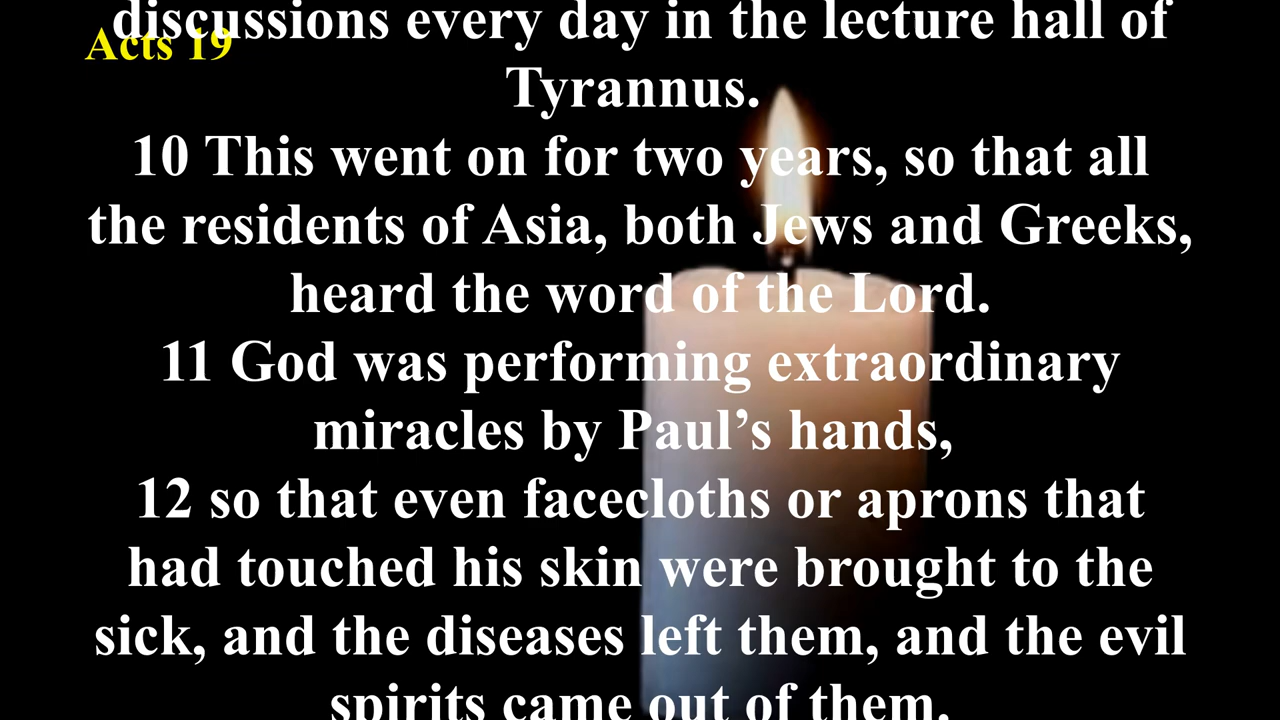 discussions every day in the lecture hall of
Acts 19
Tyrannus.
10 This went on for two years, so that all
the residents of Asia, both Jews and Greeks,
heard the word of the Lord.
11 God was performing extraordinary
miracles by Paul’s hands,
12 so that even facecloths or aprons that
had touched his skin were brought to the
sick, and the diseases left them, and the evil
spirits came out of them.